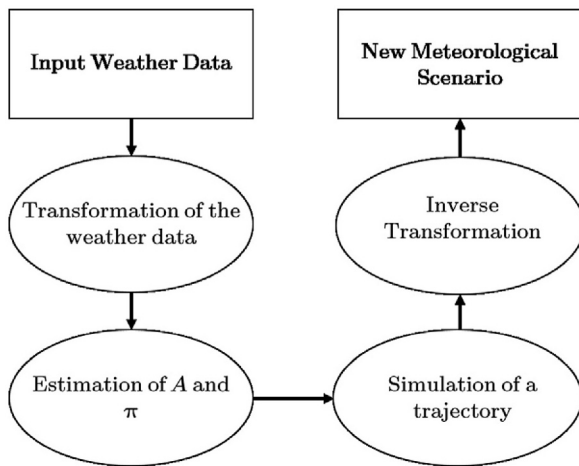 Input Weather Data
New Meteorological
Scenario
Transformation of the
weather data
Inverse
Transformation
Estimation of A and
π
Simulation of a
trajectory